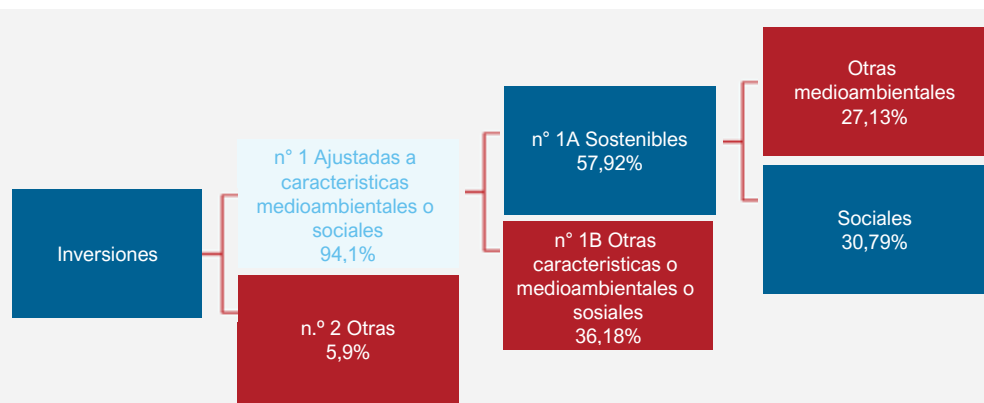 Inversiones
n° 1 Ajustadas a
caracteristicas
medioambientales o
sociales
94,1%
n.º 2 Otras
5,9%
n° 1A Sostenibles
57,92%
n° 1B Otras
caracteristicas o
medioambientales o
sosiales
36,18%
Otras
medioambientales
27,13%
Sociales
30,79%